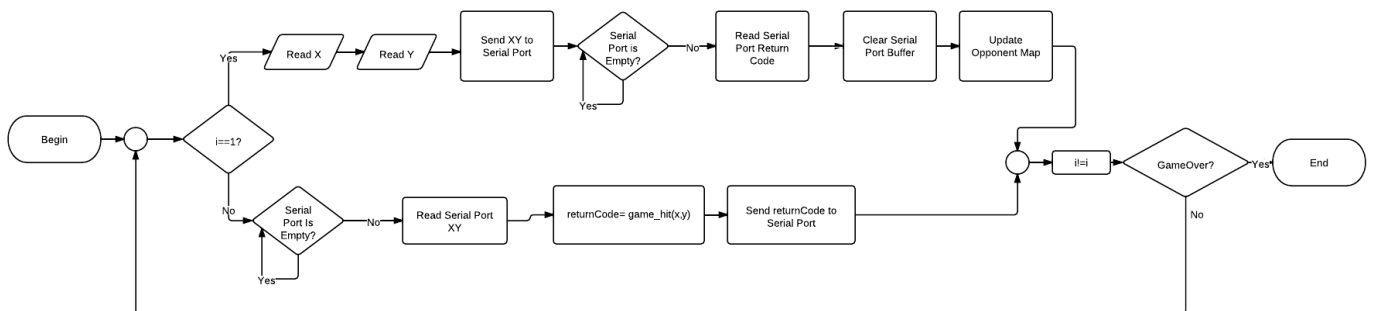 Begin
i==1?
Yes
Read X
Read Y
Send XY to
Serial Port
Serial
Port is
Empty?
Yes
No
Read Serial
Port Return
Code
Clear Serial
Port Buffer
Update
Opponent Map
No
Serial
Port Is
Empty?
Yes
No
Read Serial Port
XY
returnCode= game_hit(x,y)
Send returnCode to
Serial Port
i!=i
GameOver?
Yes
End
No